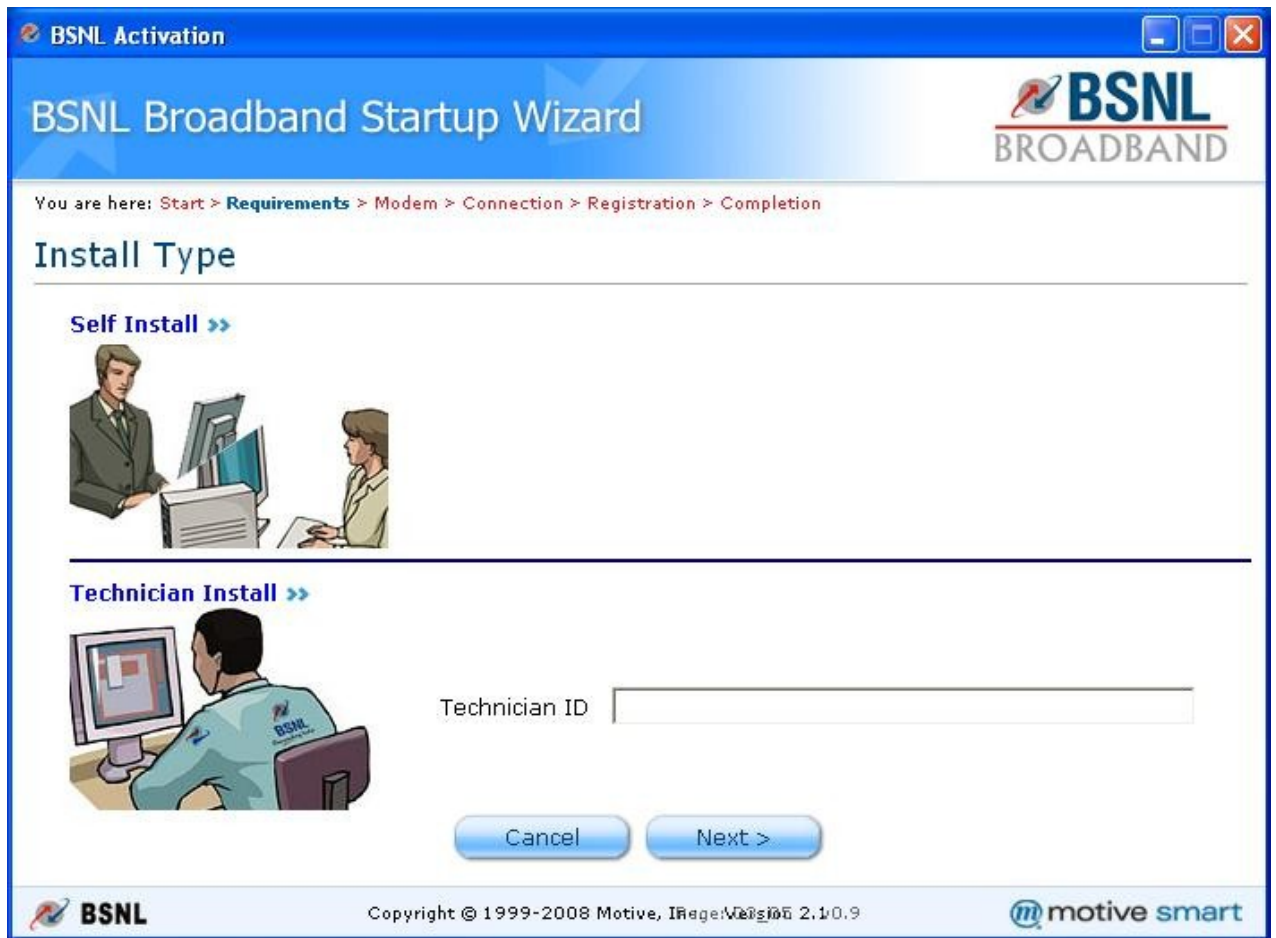 BSNL Activation
BSNL Broadband Startup Wizard
BSNL
BROADBAND
You are here: Start > Requirements > Modem > Connection > Registration > Completion
Install Type
Self Install >>
Technician Install >>
BSNL
Technician ID
Cancel
Next >
BSNL
Copyright © 1999-2008 Motive,
motive smart